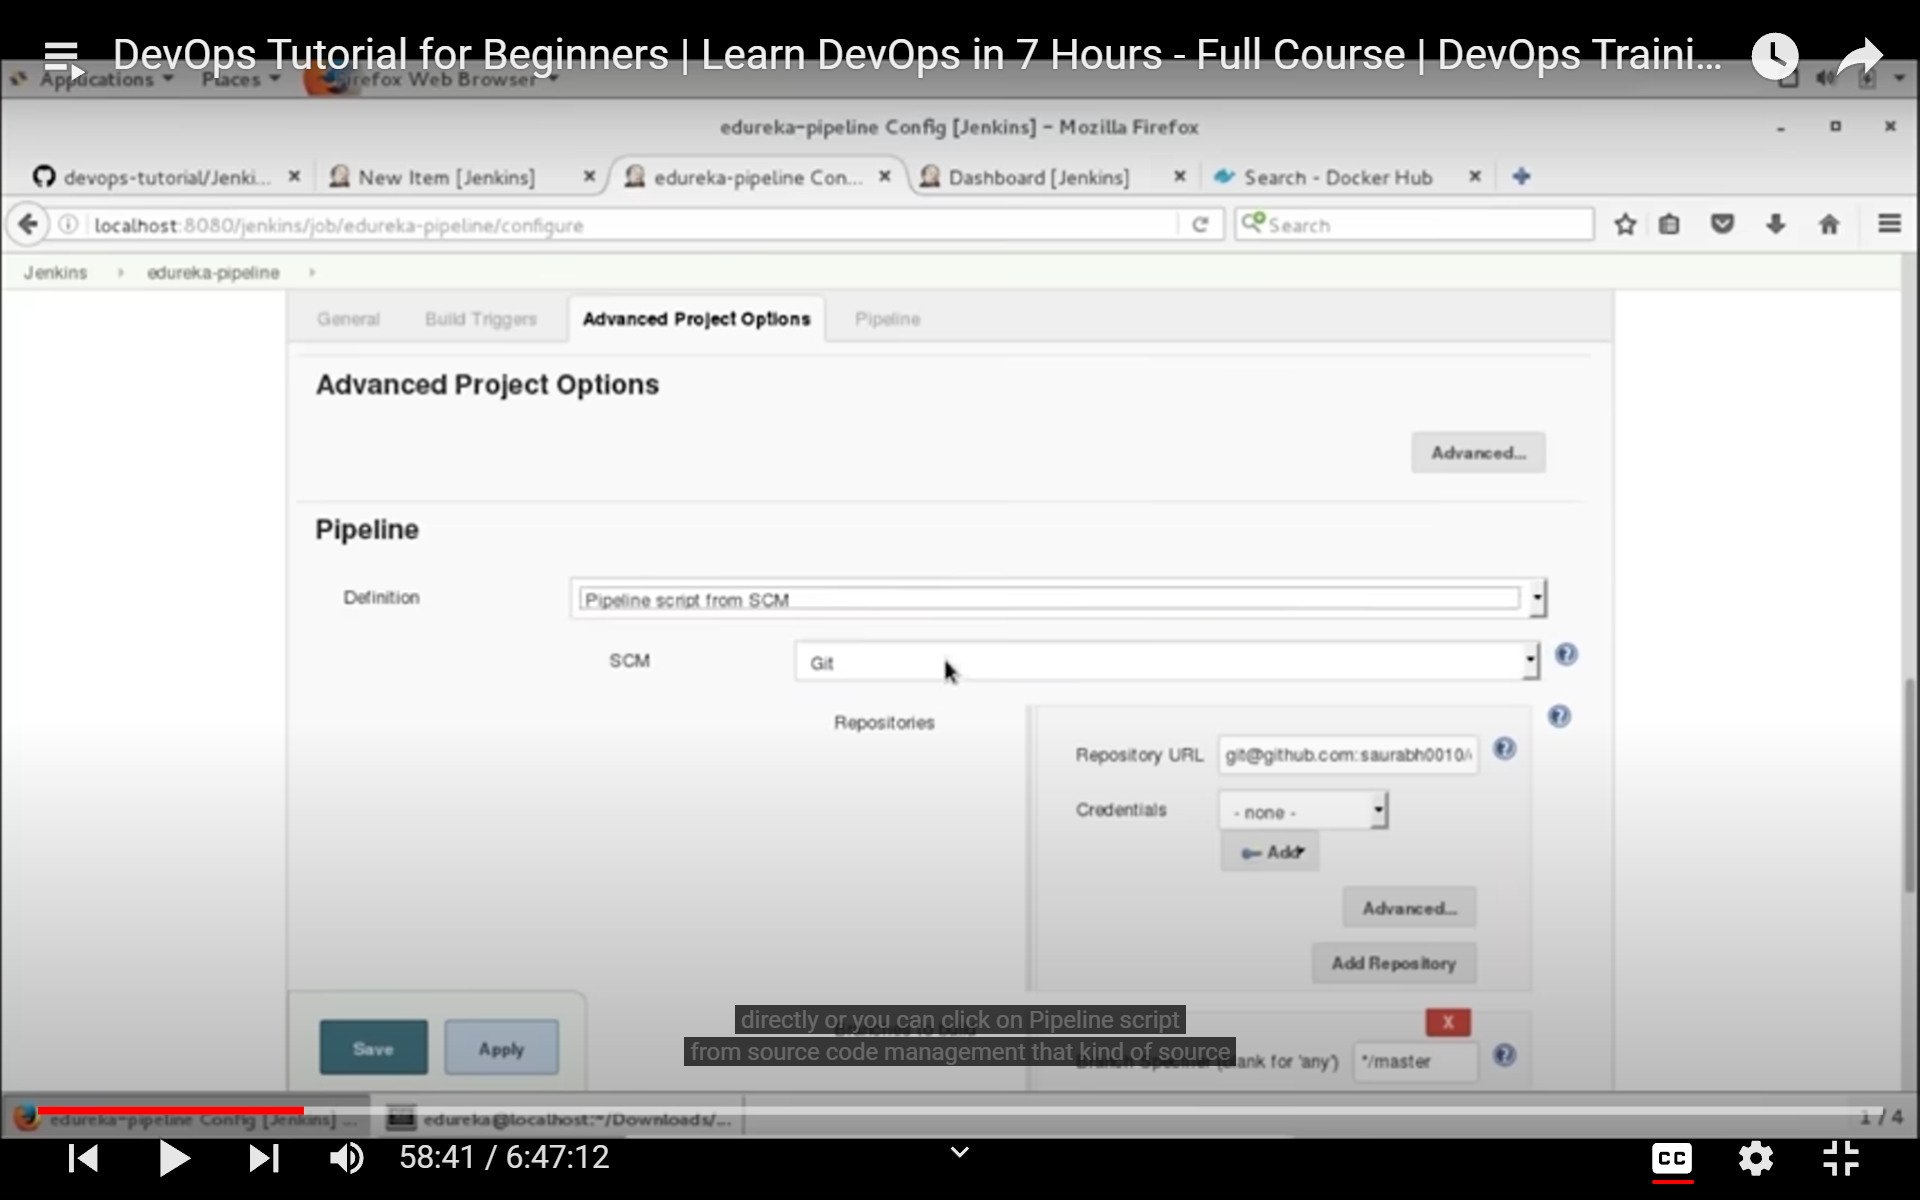 DevOps Tutorial for Beginners | Learn DevOps in 7 Hours - Full Course | DevOps Traini...
Applications Places Firefox Web Browser
edureka-pipeline Config [Jenkins] - Mozilla Firefox
devops-tutorial/Jenki... New Item [Jenkins] edureka-pipeline Con... Dashboard [Jenkins] Search - Docker Hub
localhost:8080/jenkins/job/edureka-pipeline/configure Search
Jenkins edureka-pipeline
General Build Triggers Advanced Project Options Pipeline
Advanced Project Options
Advanced...
Pipeline
Definition Pipeline script from SCM
SCM Git
Repositories
Repository URL git@github.com:saurabh0010/
Credentials - none -
Add
Advanced...
Add Repository
X
directly or you can click on Pipeline script
from source code management that kind of source
Save Apply
Branch Specifier (blank for 'any') */master
edureka-pipeline Config [Jenkins] ... edureka@localhost:~/Downloads/... 1 / 4
58:41 / 6:47:12 CC